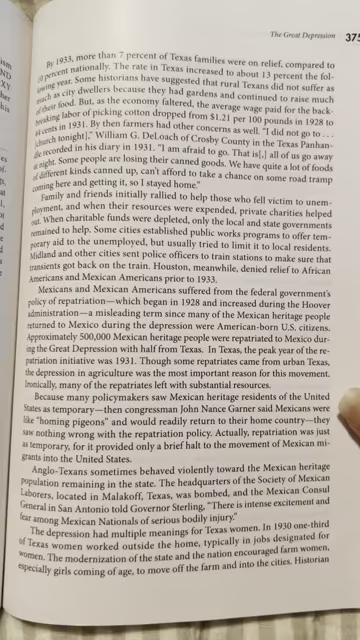 The Great Depression 375
By 1933, more than 7 percent of Texas families were on relief, compared to
10 percent nationally. The rate in Texas increased to about 13 percent the fol-
lowing year. Some historians have suggested that rural Texans did not suffer as
much as city dwellers because they had gardens and continued to raise much
of their food. But, as the economy faltered, the average wage paid for the back-
breaking labor of picking cotton dropped from $1.21 per 100 pounds in 1928 to
44 cents in 1931. By then farmers had other concerns as well. "I did not go to . . .
[church tonight]," William G. DeLoach of Crosby County in the Texas Panhan-
dle recorded in his diary in 1931. "I am afraid to go. That is[,] all of us go away
at night. Some people are losing their canned goods. We have quite a lot of foods
of different kinds canned up, can't afford to take a chance on some road tramp
coming here and getting it, so I stayed home."
Family and friends initially rallied to help those who fell victim to unem-
ployment, and when their resources were expended, private charities helped
out. When charitable funds were depleted, only the local and state governments
remained to help. Some cities established public works programs to offer tem-
porary aid to the unemployed, but usually tried to limit it to local residents.
Midland and other cities sent police officers to train stations to make sure that
transients got back on the train. Houston, meanwhile, denied relief to African
Americans and Mexican Americans prior to 1933.
Mexicans and Mexican Americans suffered from the federal government's
policy of repatriation—which began in 1928 and increased during the Hoover
administration—a misleading term since many of the Mexican heritage people
returned to Mexico during the depression were American-born U.S. citizens.
Approximately 500,000 Mexican heritage people were repatriated to Mexico dur-
ing the Great Depression with half from Texas. In Texas, the peak year of the re-
patriation initiative was 1931. Though some repatriates came from urban Texas,
the depression in agriculture was the most important reason for this movement.
Ironically, many of the repatriates left with substantial resources.
Because many policymakers saw Mexican heritage residents of the United
States as temporary—then congressman John Nance Garner said Mexicans were
like "homing pigeons" and would readily return to their home country—they
saw nothing wrong with the repatriation policy. Actually, repatriation was just
as temporary, for it provided only a brief halt to the movement of Mexican mi-
grants into the United States.
Anglo-Texans sometimes behaved violently toward the Mexican heritage
population remaining in the state. The headquarters of the Society of Mexican
Laborers, located in Malakoff, Texas, was bombed, and the Mexican Consul
General in San Antonio told Governor Sterling, "There is intense excitement and
fear among Mexican Nationals of serious bodily injury."
The depression had multiple meanings for Texas women. In 1930 one-third
of Texas women worked outside the home, typically in jobs designated for
women. The modernization of the state and the nation encouraged farm women,
especially girls coming of age, to move off the farm and into the cities. Historian